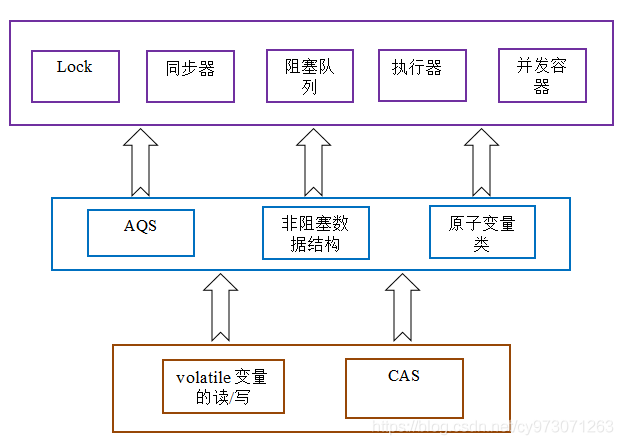 Lock
同步器
阻塞队
列
执行器
并发容
器
AQS
非阻塞数
据结构
原子变量
类
volatile 变量
的读/写
CAS
https://blog.csdn.net/cy973071263